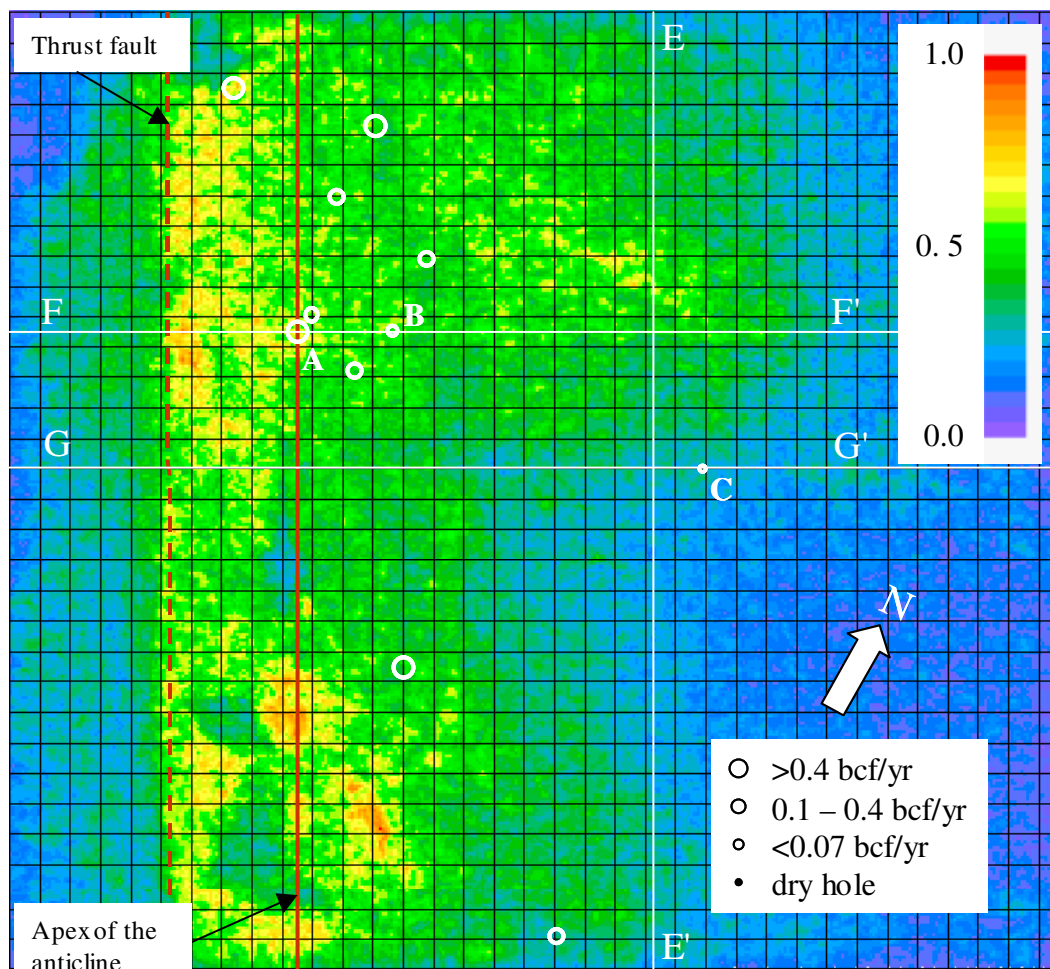 Thrust fault
E
1.0
0. 5
0.0
F
B
F'
A
G
G'
C
N
>0.4 bcf/yr
0.1 – 0.4 bcf/yr
<0.07 bcf/yr
dry hole
Apex of the
anticline
E'